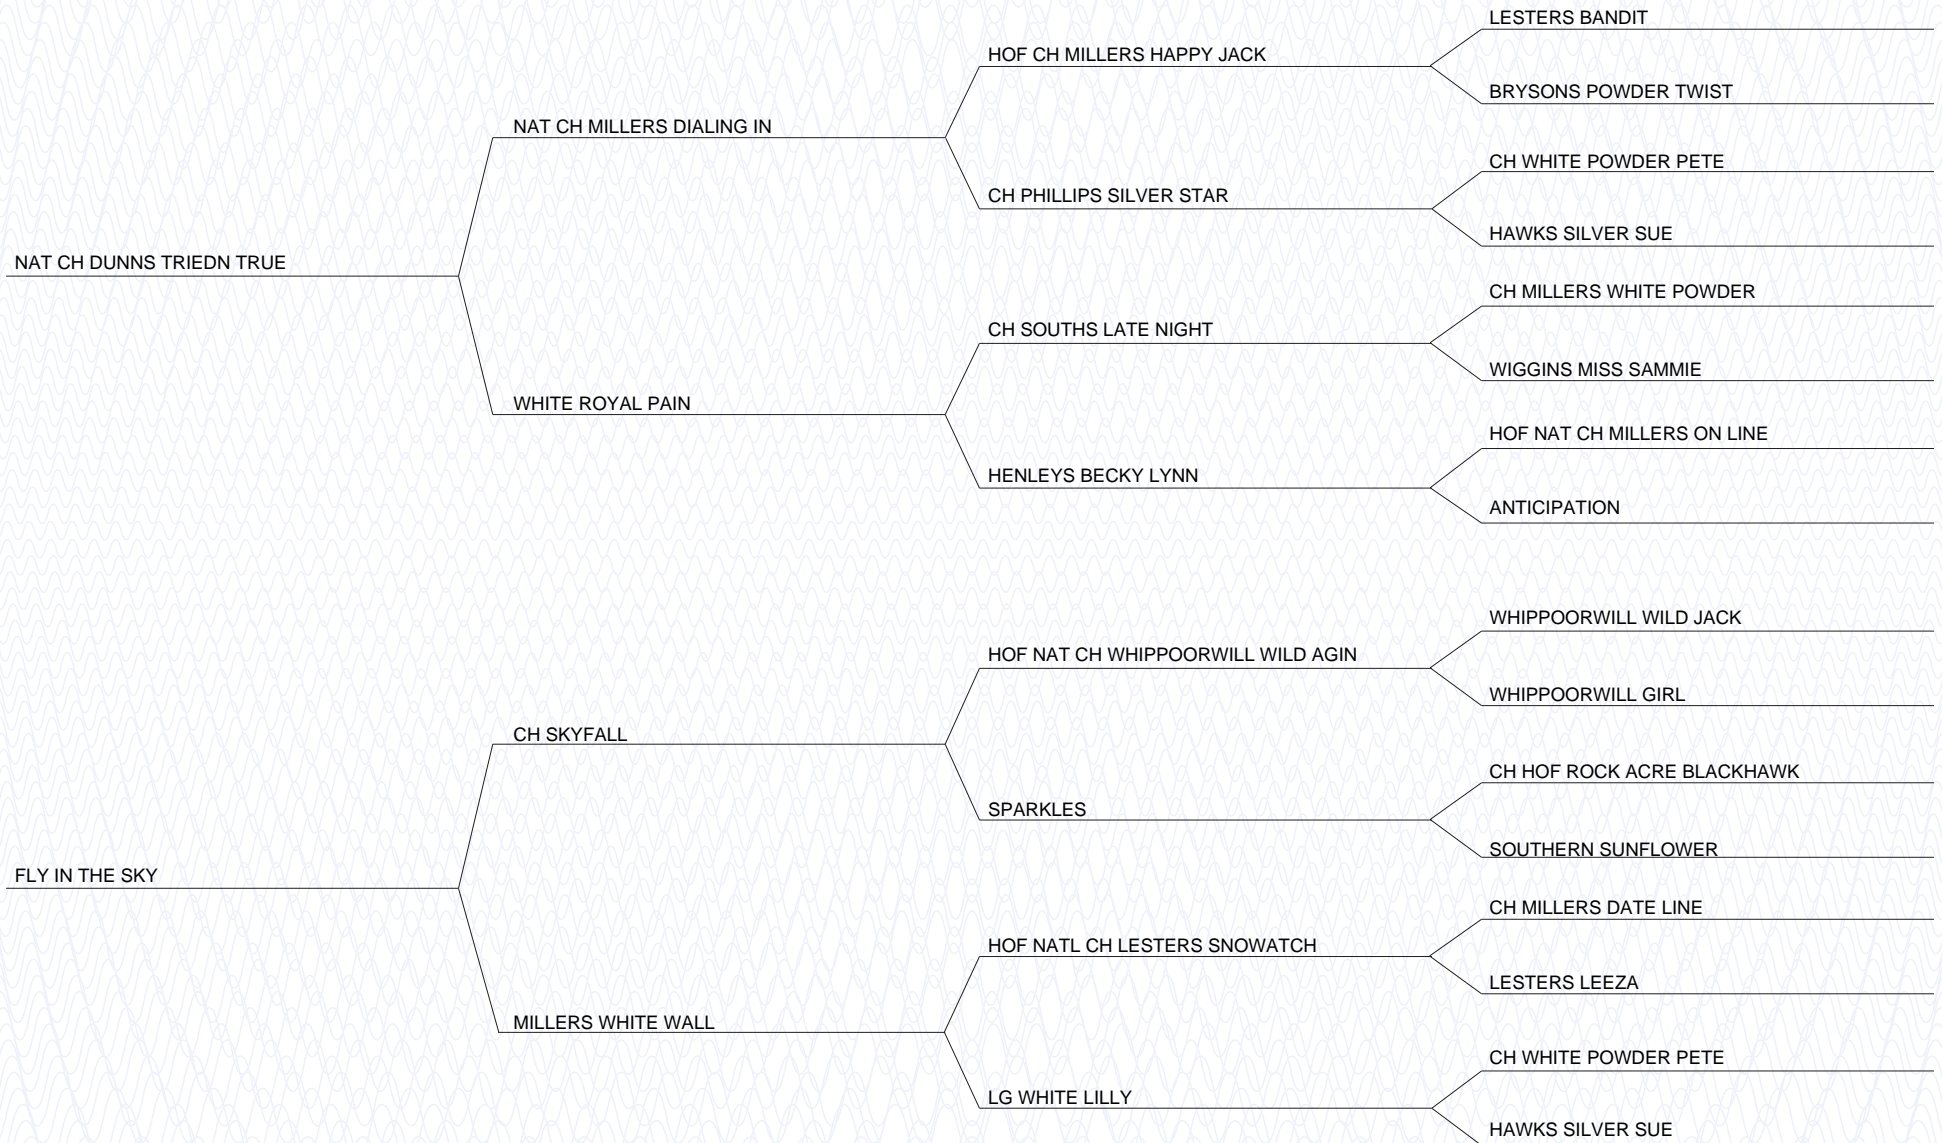 LESTERS BANDIT
HOF CH MILLERS HAPPY JACK
BRYSONS POWDER TWIST
NAT CH MILLERS DIALING IN
CH WHITE POWDER PETE
CH PHILLIPS SILVER STAR
HAWKS SILVER SUE
NAT CH DUNNS TRIEDN TRUE
CH MILLERS WHITE POWDER
CH SOUTHS LATE NIGHT
WIGGINS MISS SAMMIE
WHITE ROYAL PAIN
HOF NAT CH MILLERS ON LINE
HENLEYS BECKY LYNN
ANTICIPATION
WHIPPOORWILL WILD JACK
HOF NAT CH WHIPPOORWILL WILD AGIN
WHIPPOORWILL GIRL
CH SKYFALL
CH HOF ROCK ACRE BLACKHAWK
SPARKLES
SOUTHERN SUNFLOWER
FLY IN THE SKY
CH MILLERS DATE LINE
HOF NATL CH LESTERS SNOWATCH
LESTERS LEEZA
MILLERS WHITE WALL
CH WHITE POWDER PETE
LG WHITE LILLY
HAWKS SILVER SUE